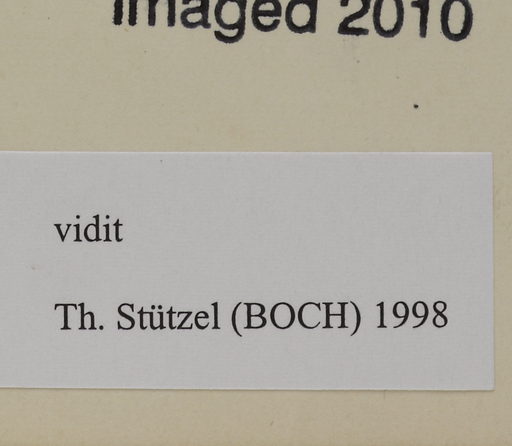 Imaged 2010
vidit
Th. Stützel (BOCH) 1998